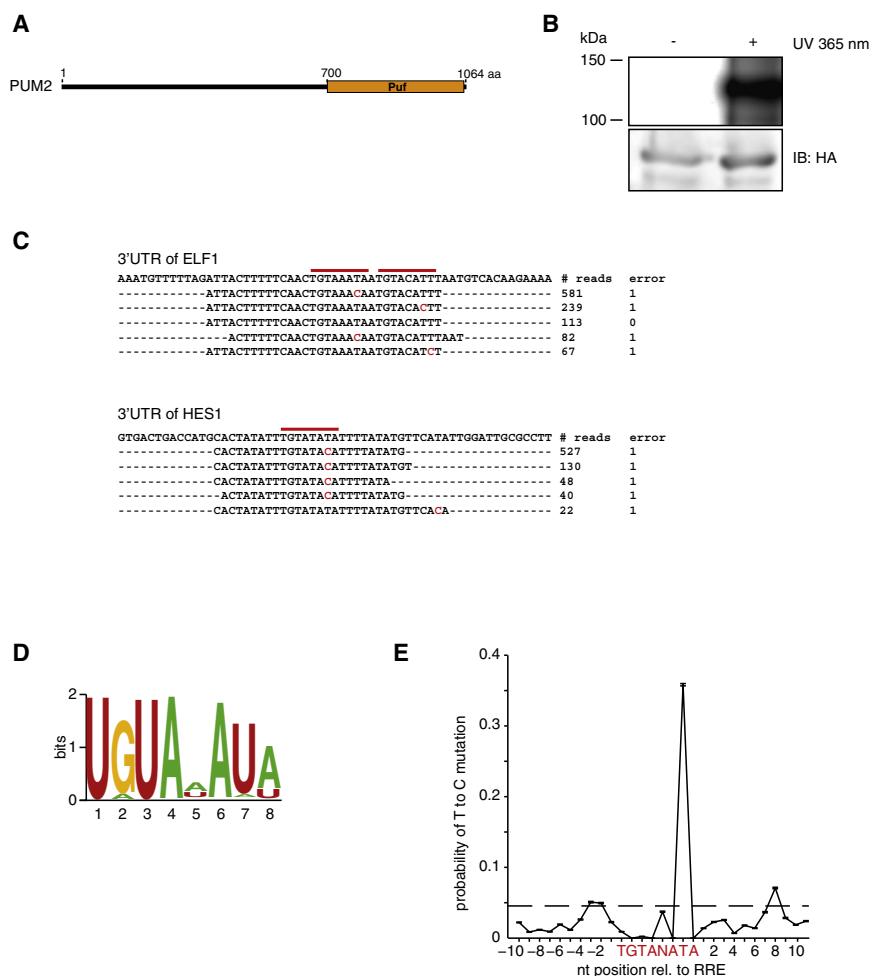 A
PUM2
1
700
1064 aa
Puf
B
kDa
- + UV 365 nm
150
100
IB: HA
C
3'UTR of ELF1
AAATGTTTTTAGATTACTTTTTCAACTGTAAATAATGTACATTTAATGTCACAAGAAAA # reads error
------------ATTACTTTTTCAACTGTAAACAATGTACATTT--------------- 581 1
------------ATTACTTTTTCAACTGTAAATAATGTACACTT--------------- 239 1
------------ATTACTTTTTCAACTGTAAATAATGTACATTT--------------- 113 0
---------------ACTTTTTCAACTGTAAACAATGTACATTTAAT------------ 82 1
------------ATTACTTTTTCAACTGTAAATAATGTACATCT--------------- 67 1
3'UTR of HES1
GTGACTGACCATGCACTATATTTGTATATATTTTATATGTTCATATTGGATTGCGCCTT # reads error
-------------CACTATATTTGTATACATTTTATATG-------------------- 527 1
-------------CACTATATTTGTATACATTTTATATGT------------------- 130 1
-------------CACTATATTTGTATACATTTTATA---------------------- 48 1
--------------ACTATATTTGTATACATTTTATATG-------------------- 40 1
-------------CACTATATTTGTATATATTTTATATGTTCACA-------------- 22 1
D
bits
2
1
0
UGUANAUA
1 2 3 4 5 6 7 8
E
probability of T to C mutation
0.4
0.3
0.2
0.1
0
−10 −8 −6 −4 −2 TGTANATA 2 4 6 8 10
nt position rel. to RRE